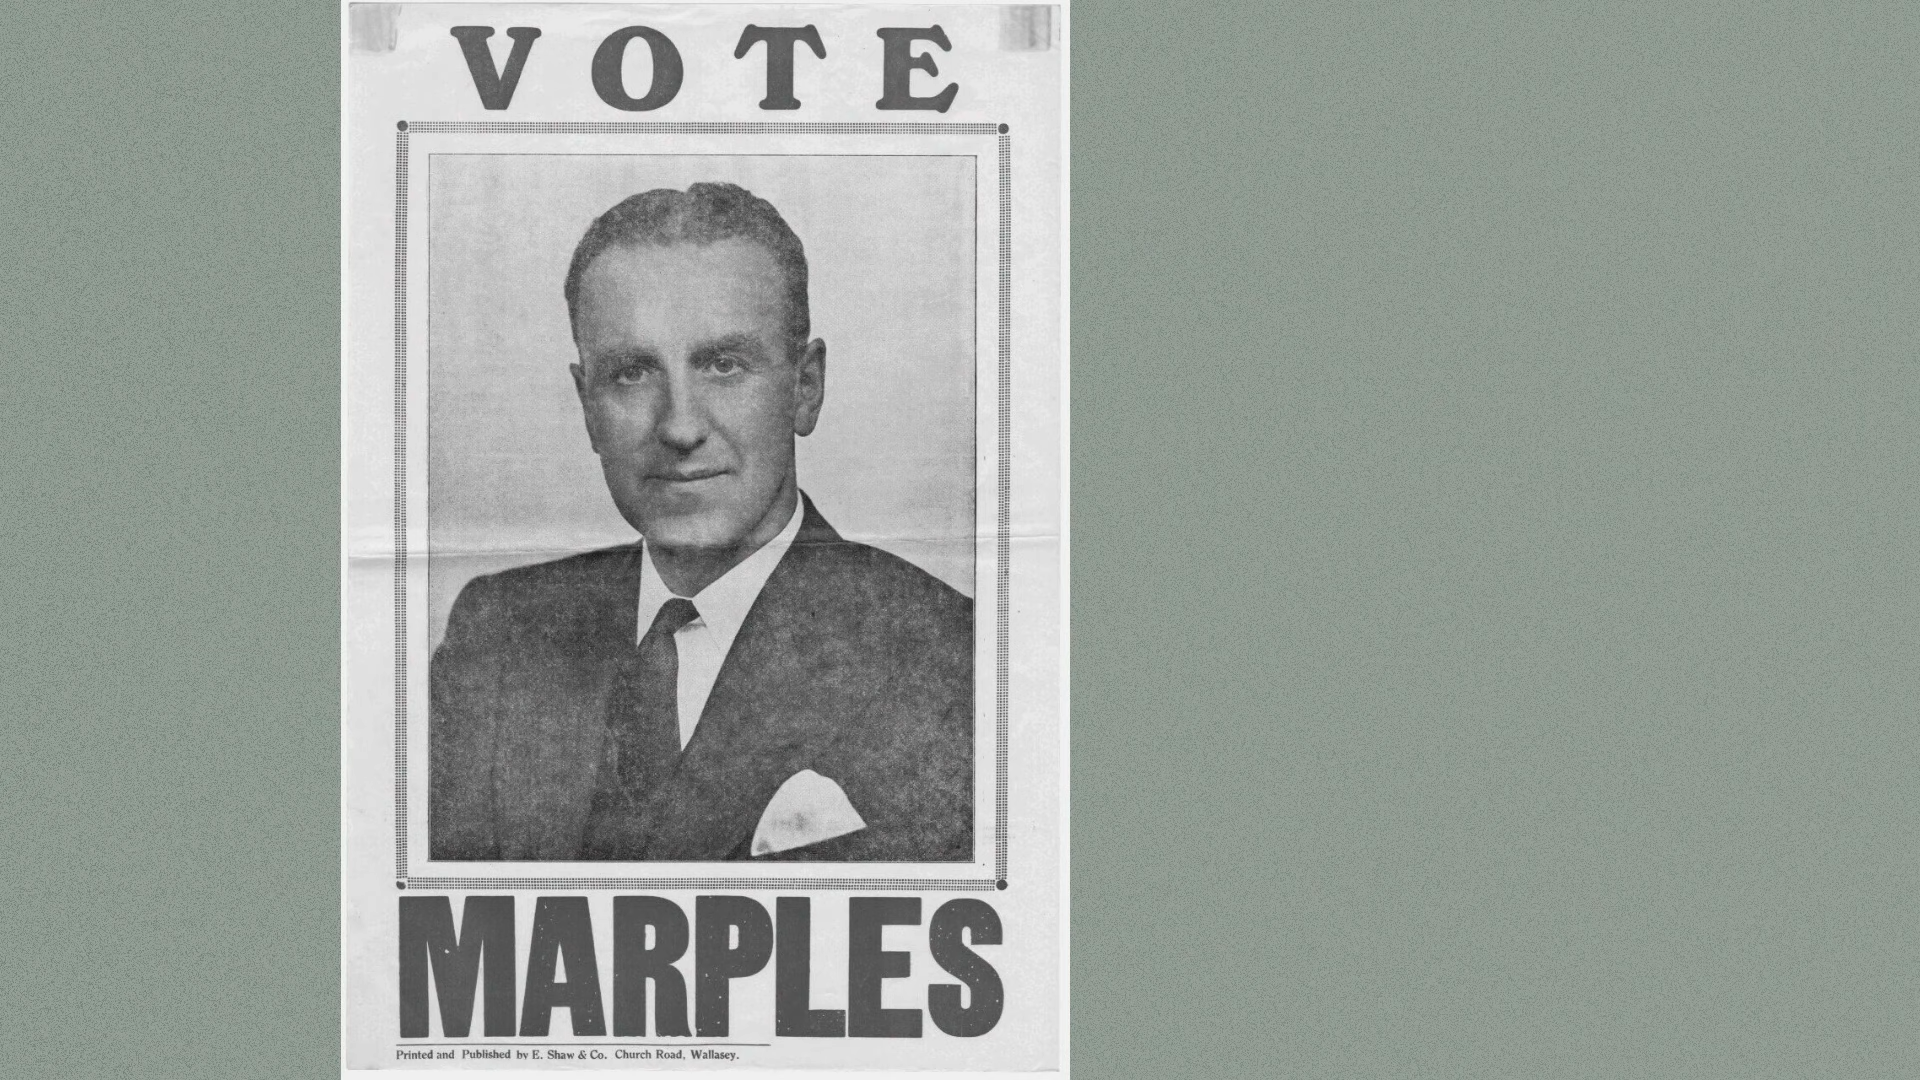 VOTE
MARPLES
Printed and Published by E. Shaw & Co. Church Road, Wallasey.